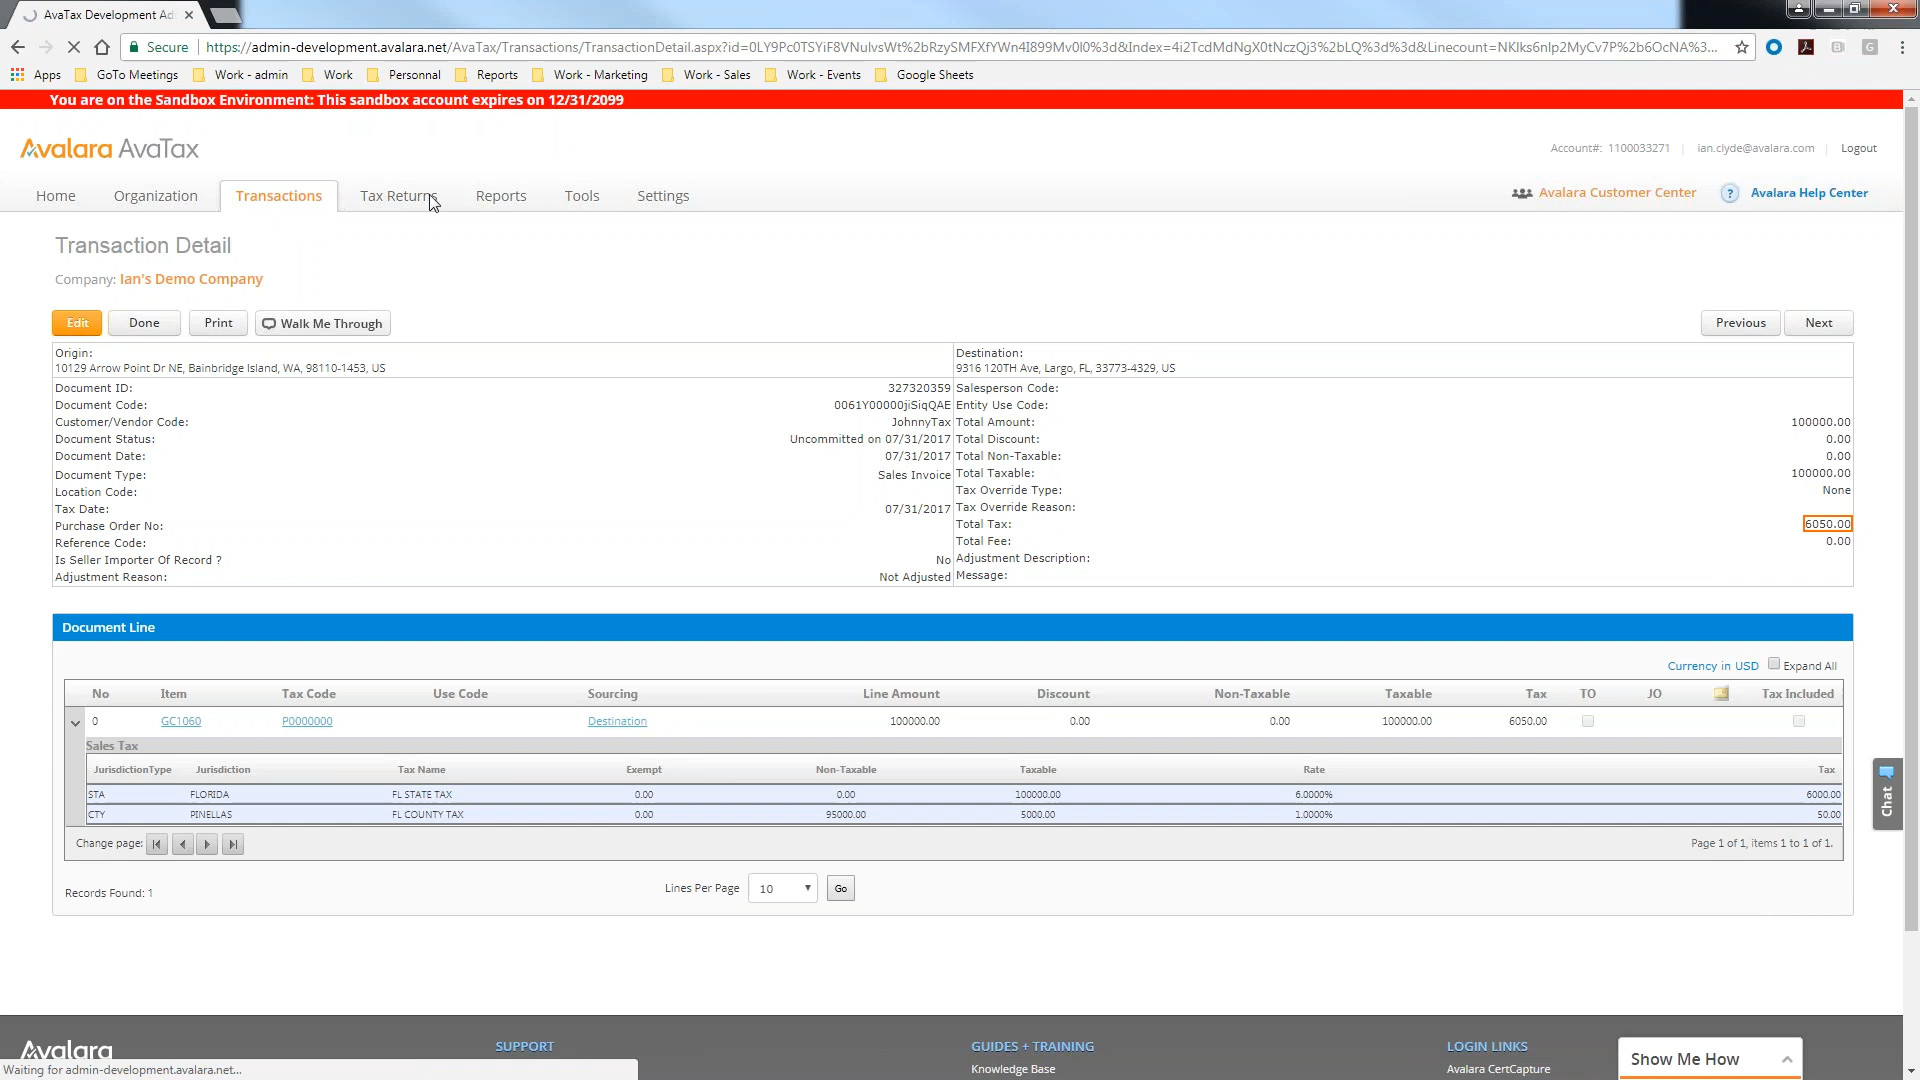 AvaTax Development Ad
Secure https://admin-development.avalara.net/AvaTax/Transactions/TransactionDetail.aspx?
Apps GoTo Meetings Work - admin Work Personnal Reports Work - Marketing Work - Sales Work - Events Google Sheets
You are on the Sandbox Environment: This sandbox account expires on 12/31/2099
Avalara AvaTax
Account#: 1100033271 | ian.clyde@avalara.com | Logout
Home Organization Transactions Tax Returns Reports Tools Settings
Avalara Customer Center ? Avalara Help Center
Transaction Detail
Company: Ian's Demo Company
Edit Done Print Walk Me Through Previous Next
Origin: Destination:
10129 Arrow Point Dr NE, Bainbridge Island, WA, 98110-1453, US 9316 120TH Ave, Largo, FL, 33773-4329, US
Document ID: 327320359 Salesperson Code:
Document Code: 0061Y00000jiSiqQAE Entity Use Code:
Customer/Vendor Code: JohnnyTax Total Amount: 100000.00
Document Status: Uncommitted on 07/31/2017 Total Discount: 0.00
Document Date: 07/31/2017 Total Non-Taxable: 0.00
Document Type: Sales Invoice Total Taxable: 100000.00
Location Code: Tax Override Type: None
Tax Date: 07/31/2017 Tax Override Reason:
Purchase Order No: Total Tax: 6050.00
Reference Code: Total Fee: 0.00
Is Seller Importer Of Record ? No Adjustment Description:
Adjustment Reason: Not Adjusted Message:
Document Line
Currency in USD Expand All
No Item Tax Code Use Code Sourcing Line Amount Discount Non-Taxable Taxable Tax TO JO Tax Included
0 GC1060 P0000000 Destination 100000.00 0.00 0.00 100000.00 6050.00
Sales Tax
JurisdictionType Jurisdiction Tax Name Exempt Non-Taxable Taxable Rate Tax
STA FLORIDA FL STATE TAX 0.00 0.00 100000.00 6.0000% 6000.00
CTY PINELLAS FL COUNTY TAX 0.00 95000.00 5000.00 1.0000% 50.00
Change page: Page 1 of 1, items 1 to 1 of 1.
Records Found: 1 Lines Per Page 10 Go
Chat
Avalara SUPPORT GUIDES + TRAINING LOGIN LINKS
Knowledge Base Avalara CertCapture
Show Me How
Waiting for admin-development.avalara.net...